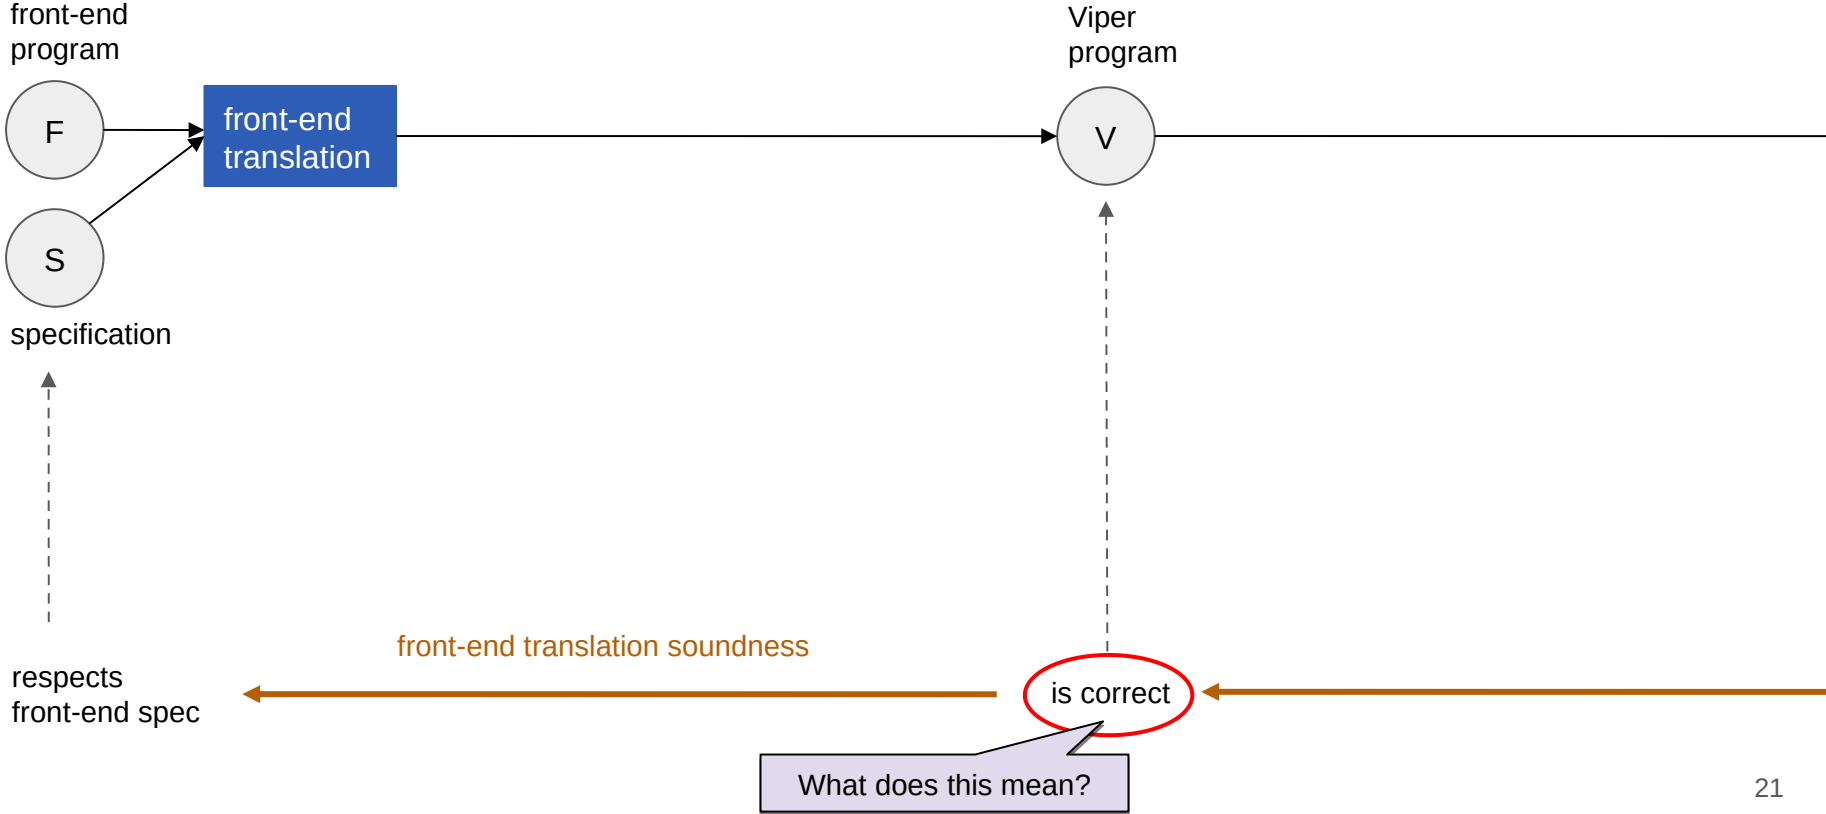 front-end
program
Viper
program
F
front-end
translation
V
S
specification
front-end translation soundness
respects
front-end spec
is correct
What does this mean?
21